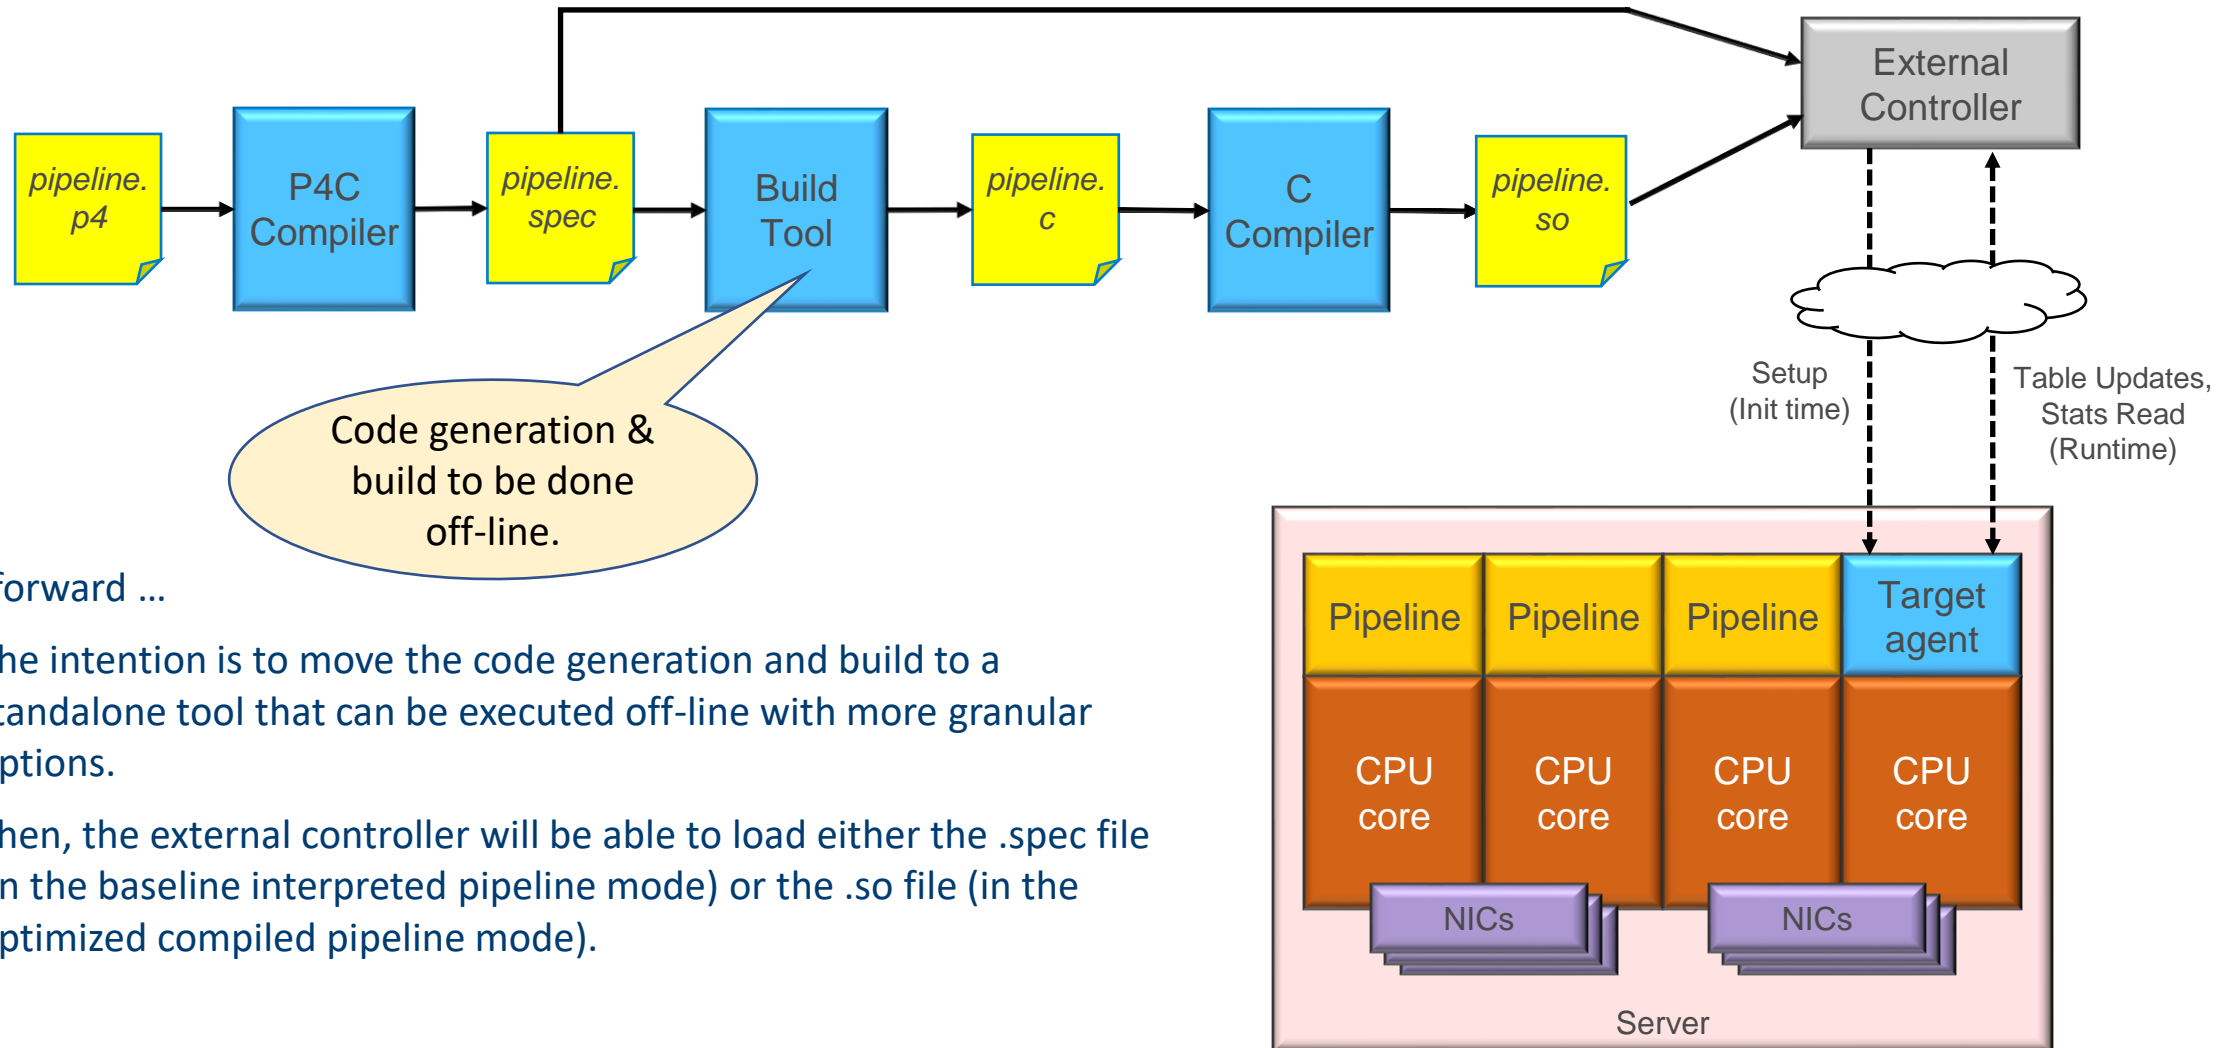 External
Controller
pipeline.
p4
P4C
Compiler
pipeline.
spec
Build
Tool
pipeline.
c
C
Compiler
pipeline.
so
Setup
(Init time)
Table Updates,
Stats Read
(Runtime)
Code generation &
build to be done
off-line.
forward ...
he intention is to move the code generation and build to a
tandalone tool that can be executed off-line with more granular
ptions.
hen, the external controller will be able to load either the .spec file
n the baseline interpreted pipeline mode) or the .so file (in the
ptimized compiled pipeline mode).
Pipeline
Pipeline
Pipeline
Target
agent
CPU
core
CPU
core
CPU
core
CPU
core
NICs
NICs
Server